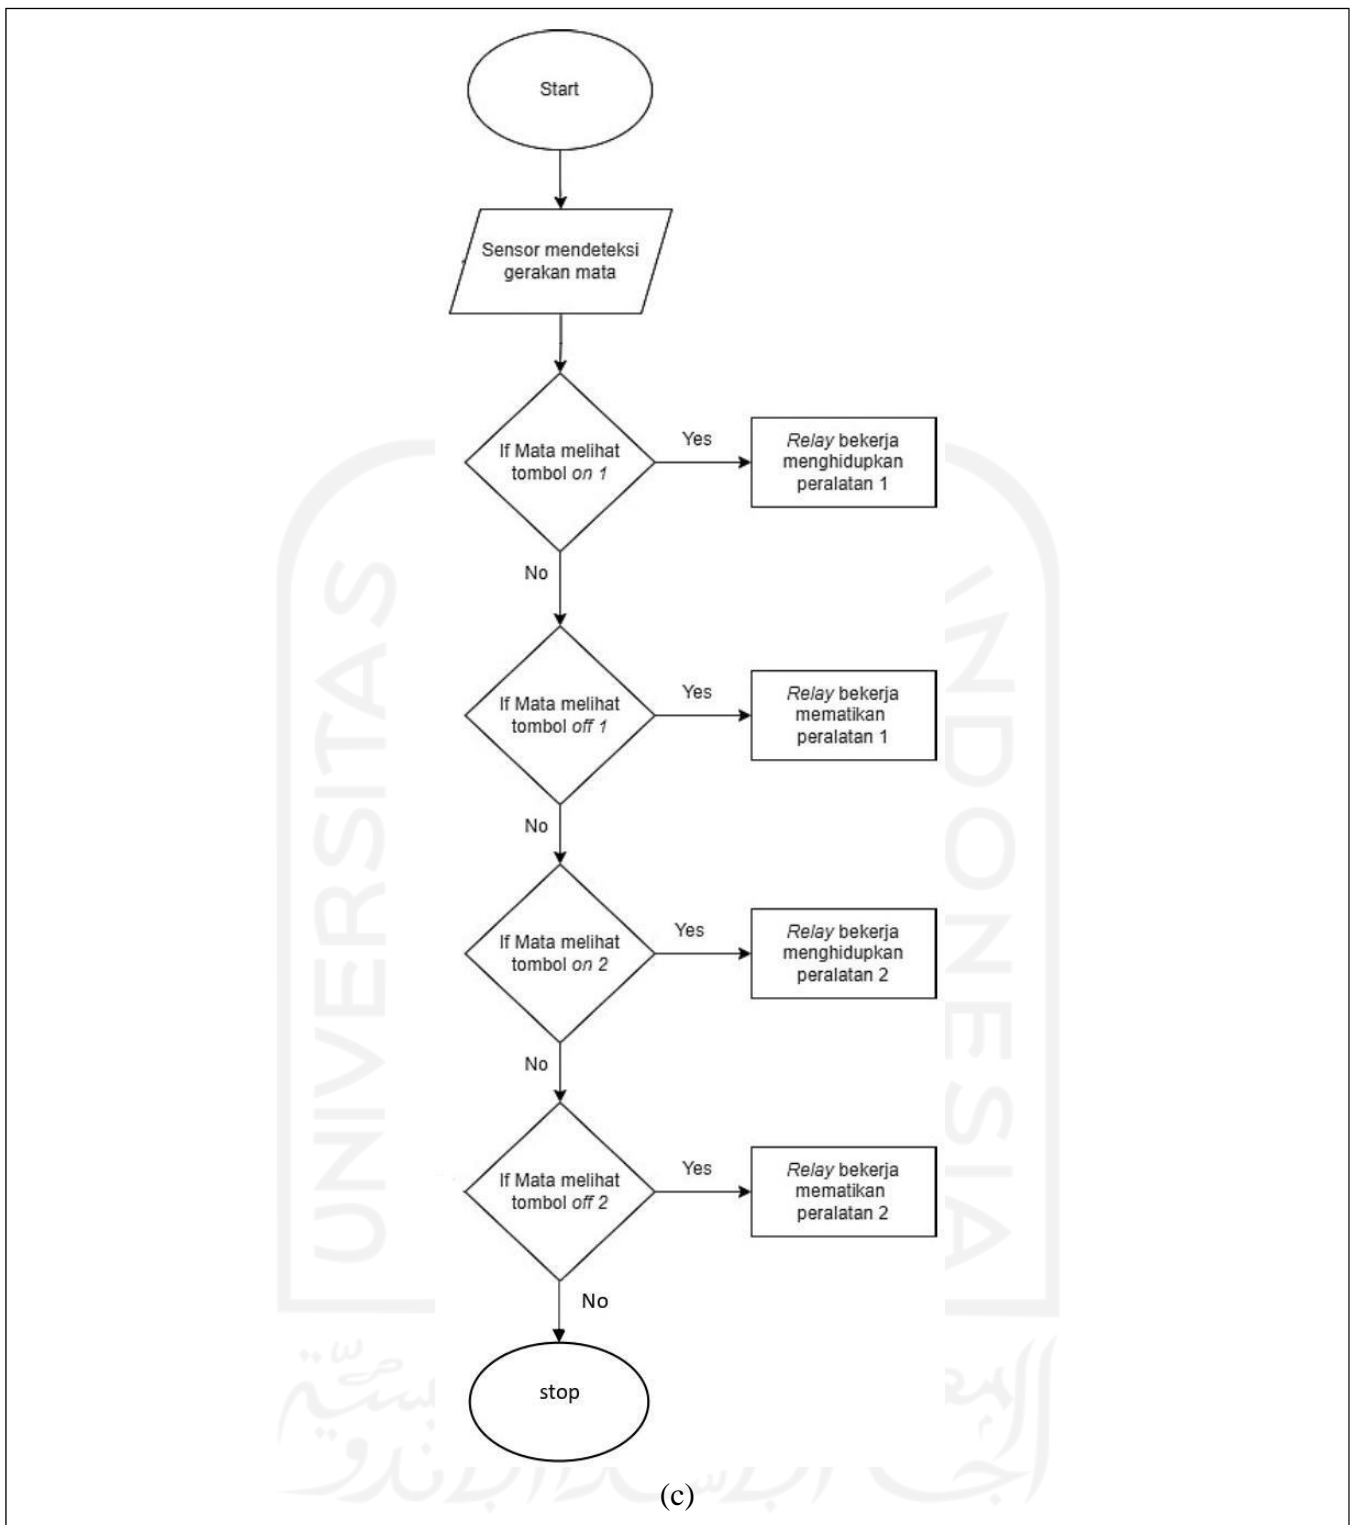 Start
Sensor mendeteksi
gerakan mata
If Mata melihat
tombol on 1
Yes
Relay bekerja
menghidupkan
peralatan 1
No
If Mata melihat
tombol off 1
Yes
Relay bekerja
mematikan
peralatan 1
No
If Mata melihat
tombol on 2
Yes
Relay bekerja
menghidupkan
peralatan 2
No
If Mata melihat
tombol off 2
Yes
Relay bekerja
mematikan
peralatan 2
No
stop
(c)
UNIVERSITAS
NDONESIA